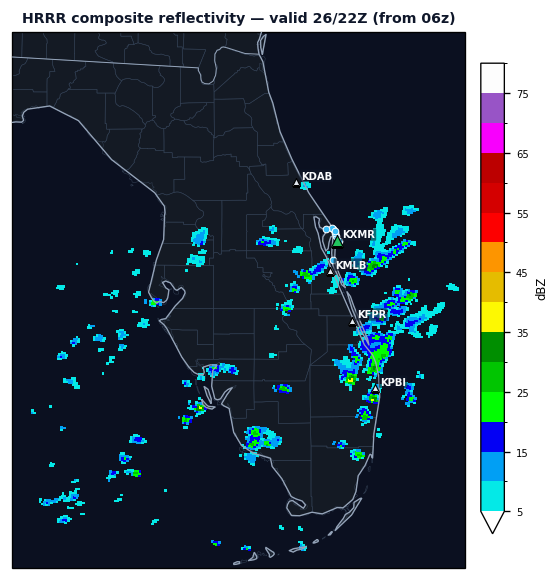 HRRR composite reflectivity — valid 26/22Z (from 06z)
KDAB
KXMR
KMLB
KFPR
KPBI
75
65
55
45
35
25
15
5
dBZ